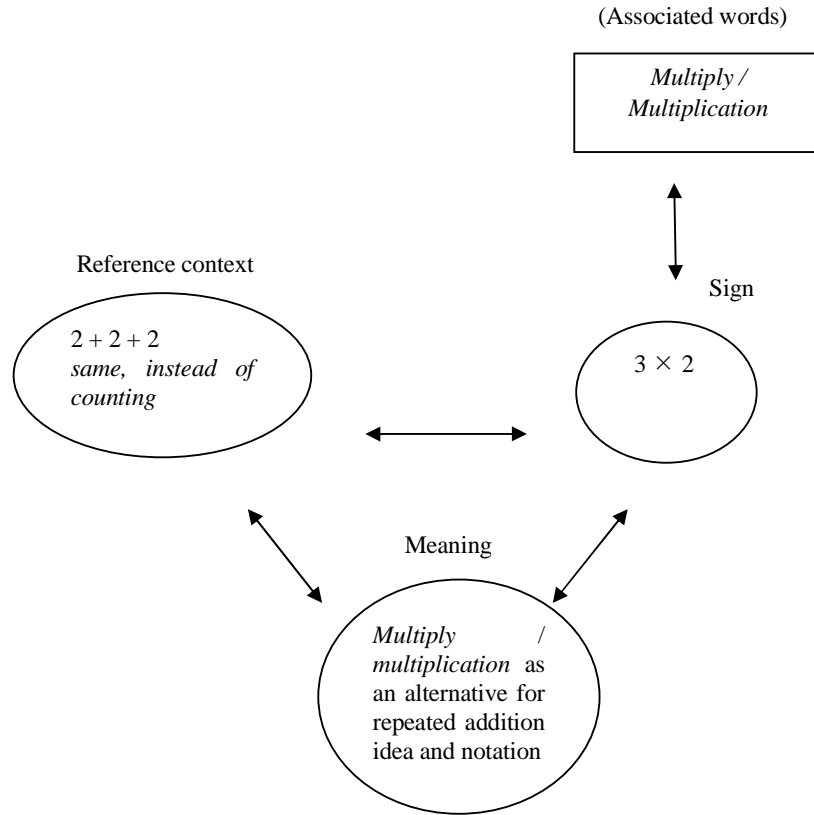 (Associated words)
Multiply /
Multiplication
Reference context
Sign
2 + 2 + 2
same, instead of
counting
3 × 2
Meaning
Multiply /
multiplication as
an alternative for
repeated addition
idea and notation